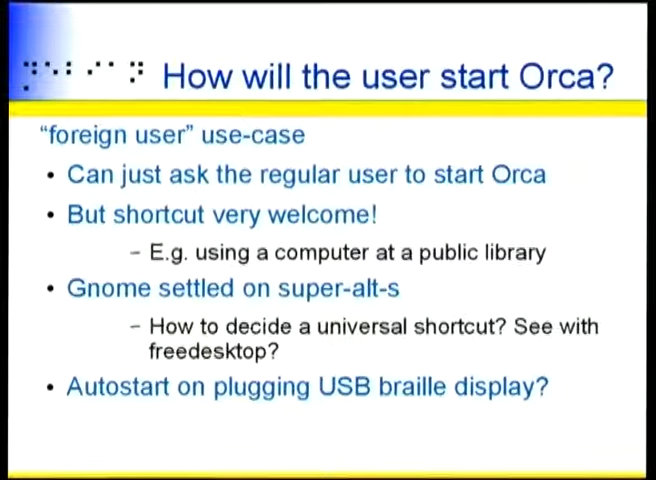 How will the user start Orca?
“foreign user” use-case
• Can just ask the regular user to start Orca
• But shortcut very welcome!
– E.g. using a computer at a public library
• Gnome settled on super-alt-s
– How to decide a universal shortcut? See with
freedesktop?
• Autostart on plugging USB braille display?